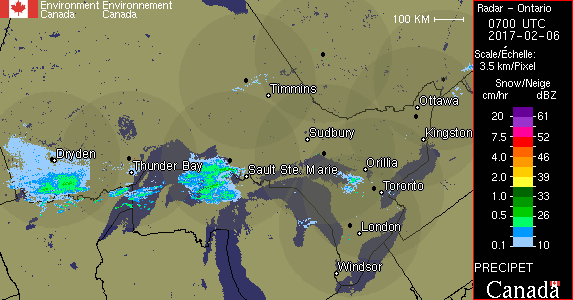 Environment Environnement
Canada Canada
100 KM
Timmins
Ottawa
Sudbury
Kingston
Dryden
Thunder Bay
Sault Ste. Marie
Orillia
Toronto
London
Windsor
Radar - Ontario
0700 UTC
2017-02-06
Scale/Échelle:
3.5 km/Pixel
Snow/Neige
cm/hr dBZ
20 61
7.5 52
4.0 46
2.0 39
1.0 33
0.5 26
0.1 10
PRECIPET
Canada